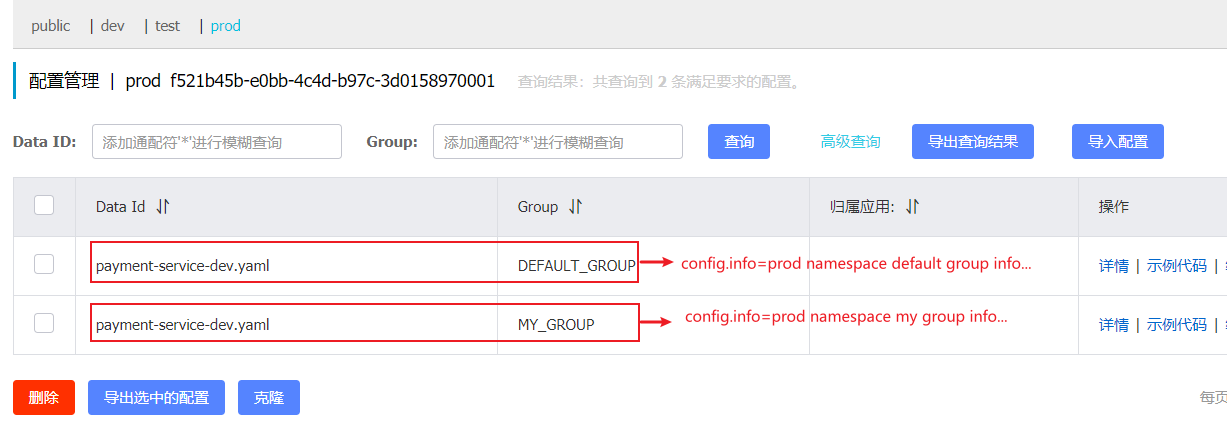 public | dev | test | prod
配置管理 | prod f521b45b-e0bb-4c4d-b97c-3d0158970001 查询结果：共查询到 2 条满足要求的配置。
Data ID: 添加通配符'*'进行模糊查询 Group: 添加通配符'*'进行模糊查询 查询 高级查询 导出查询结果 导入配置
Data Id Group 归属应用: 操作
payment-service-dev.yaml DEFAULT_GROUP config.info=prod namespace default group info... 详情 | 示例代码 |
payment-service-dev.yaml MY_GROUP config.info=prod namespace my group info... 详情 | 示例代码 |
删除 导出选中的配置 克隆 每页